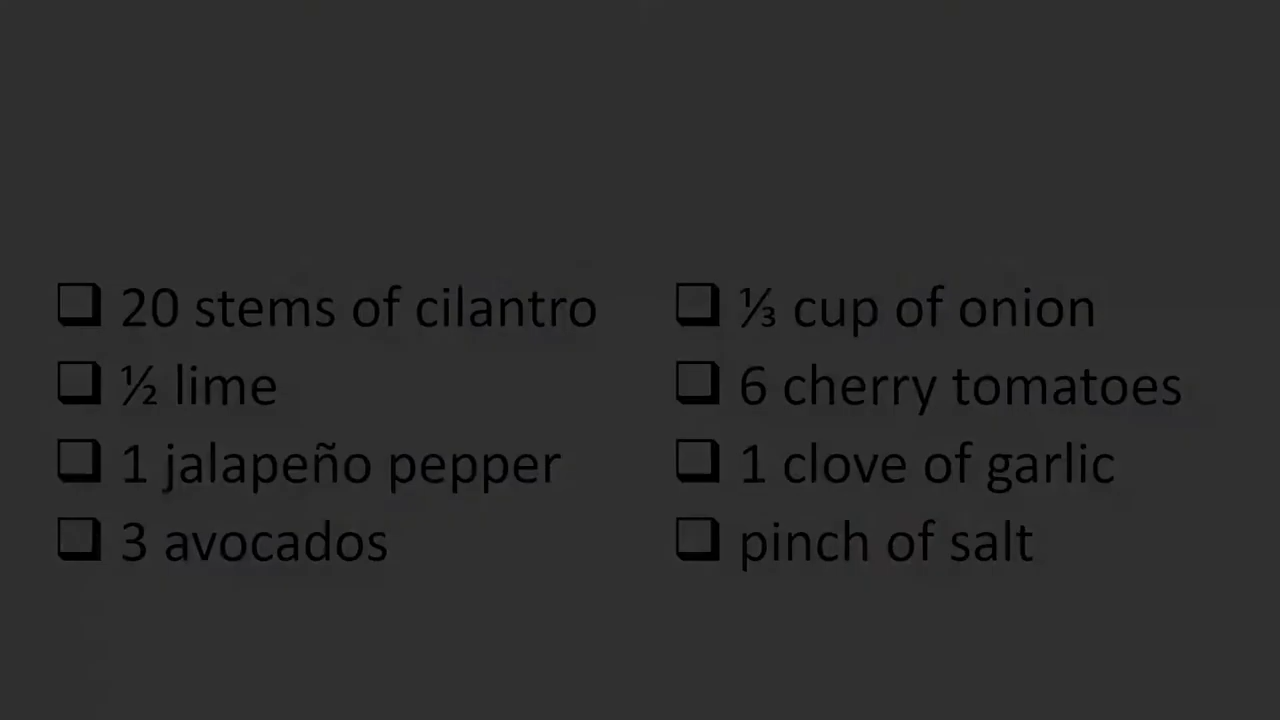 ❑ 20 stems of cilantro
❑ ½ lime
❑ 1 jalapeño pepper
❑ 3 avocados
❑ ⅓ cup of onion
❑ 6 cherry tomatoes
❑ 1 clove of garlic
❑ pinch of salt